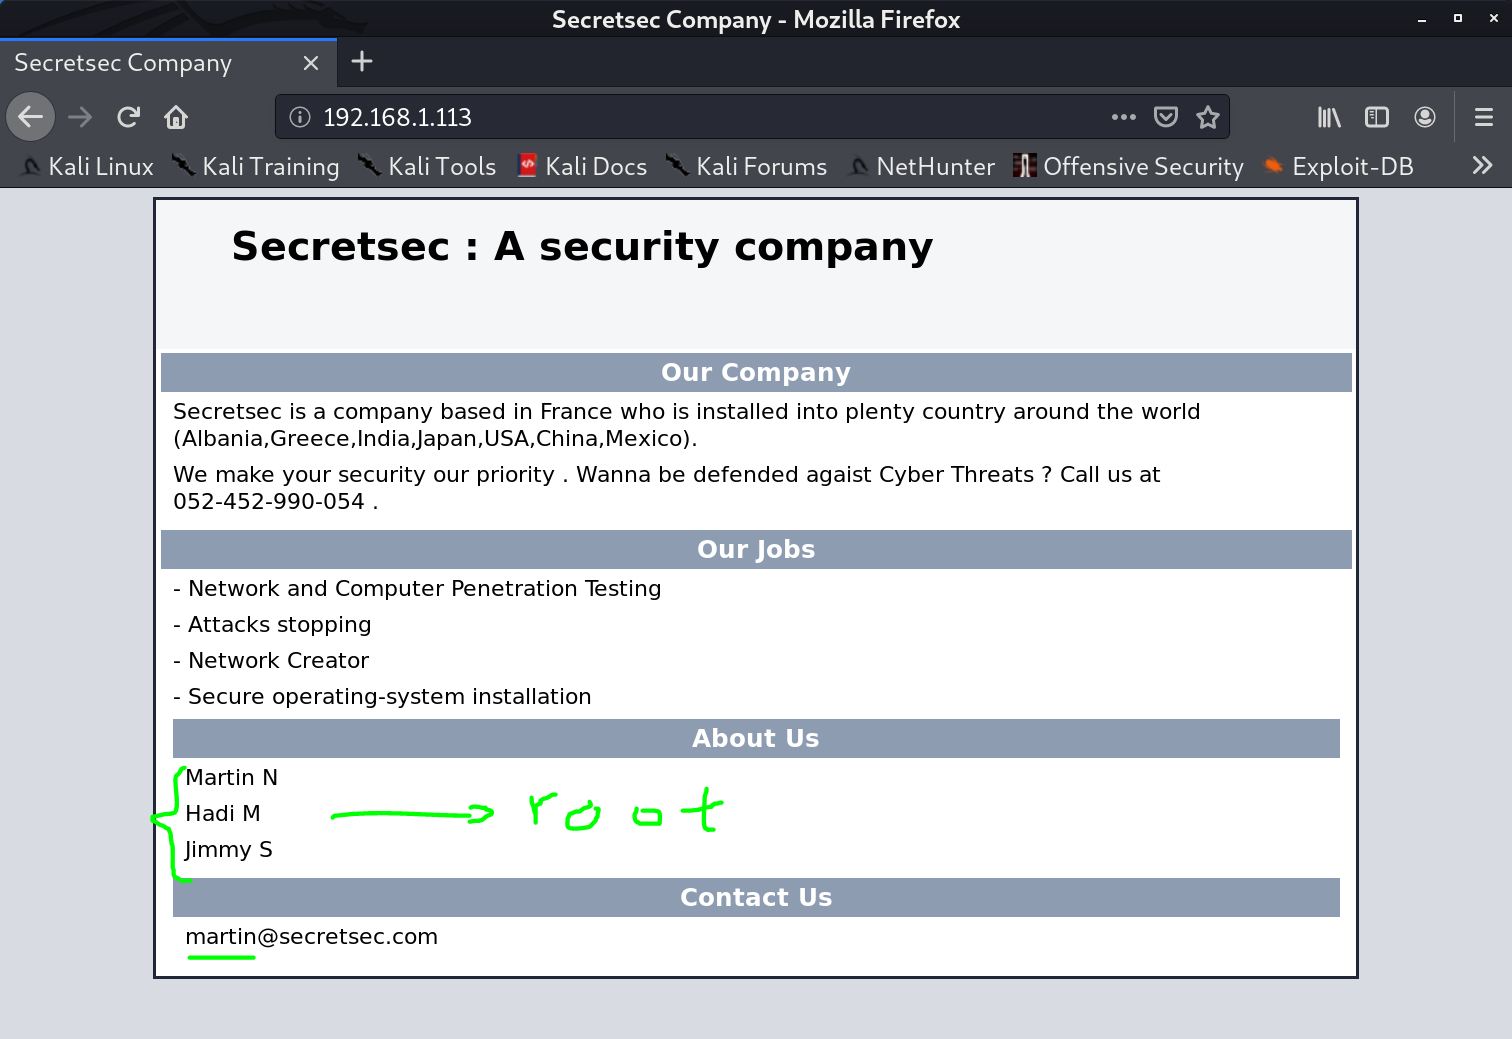 Secretsec Company - Mozilla Firefox
Secretsec Company
192.168.1.113
Kali Linux Kali Training Kali Tools Kali Docs Kali Forums NetHunter Offensive Security Exploit-DB
Secretsec : A security company
Our Company
Secretsec is a company based in France who is installed into plenty country around the world
(Albania,Greece,India,Japan,USA,China,Mexico).
We make your security our priority . Wanna be defended agaist Cyber Threats ? Call us at
052-452-990-054 .
Our Jobs
- Network and Computer Penetration Testing
- Attacks stopping
- Network Creator
- Secure operating-system installation
About Us
Martin N
Hadi M root
Jimmy S
Contact Us
martin@secretsec.com